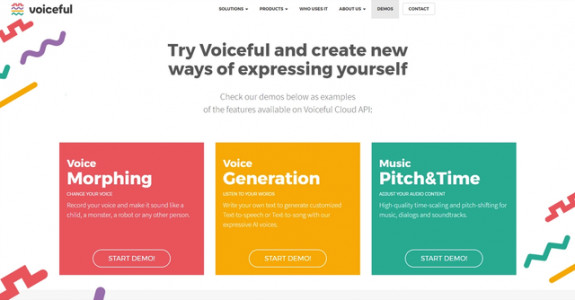 voiceful
SOLUTIONS PRODUCTS WHO USES IT ABOUT US DEMOS CONTACT
Try Voiceful and create new
ways of expressing yourself
Check our demos below as examples
of the features available on Voiceful Cloud API:
Voice
Morphing
CHANGE YOUR VOICE
Record your voice and make it sound like a
child, a monster, a robot or any other person.
START DEMO!
Voice
Generation
LISTEN TO YOUR WORDS
Write your own text to generate customized
Text-to-speech or Text-to-song with our
expressive AI voices.
START DEMO!
Music
Pitch&Time
ADJUST YOUR AUDIO CONTENT
High-quality time-scaling and pitch-shifting for
music, dialogs and soundtracks.
START DEMO!